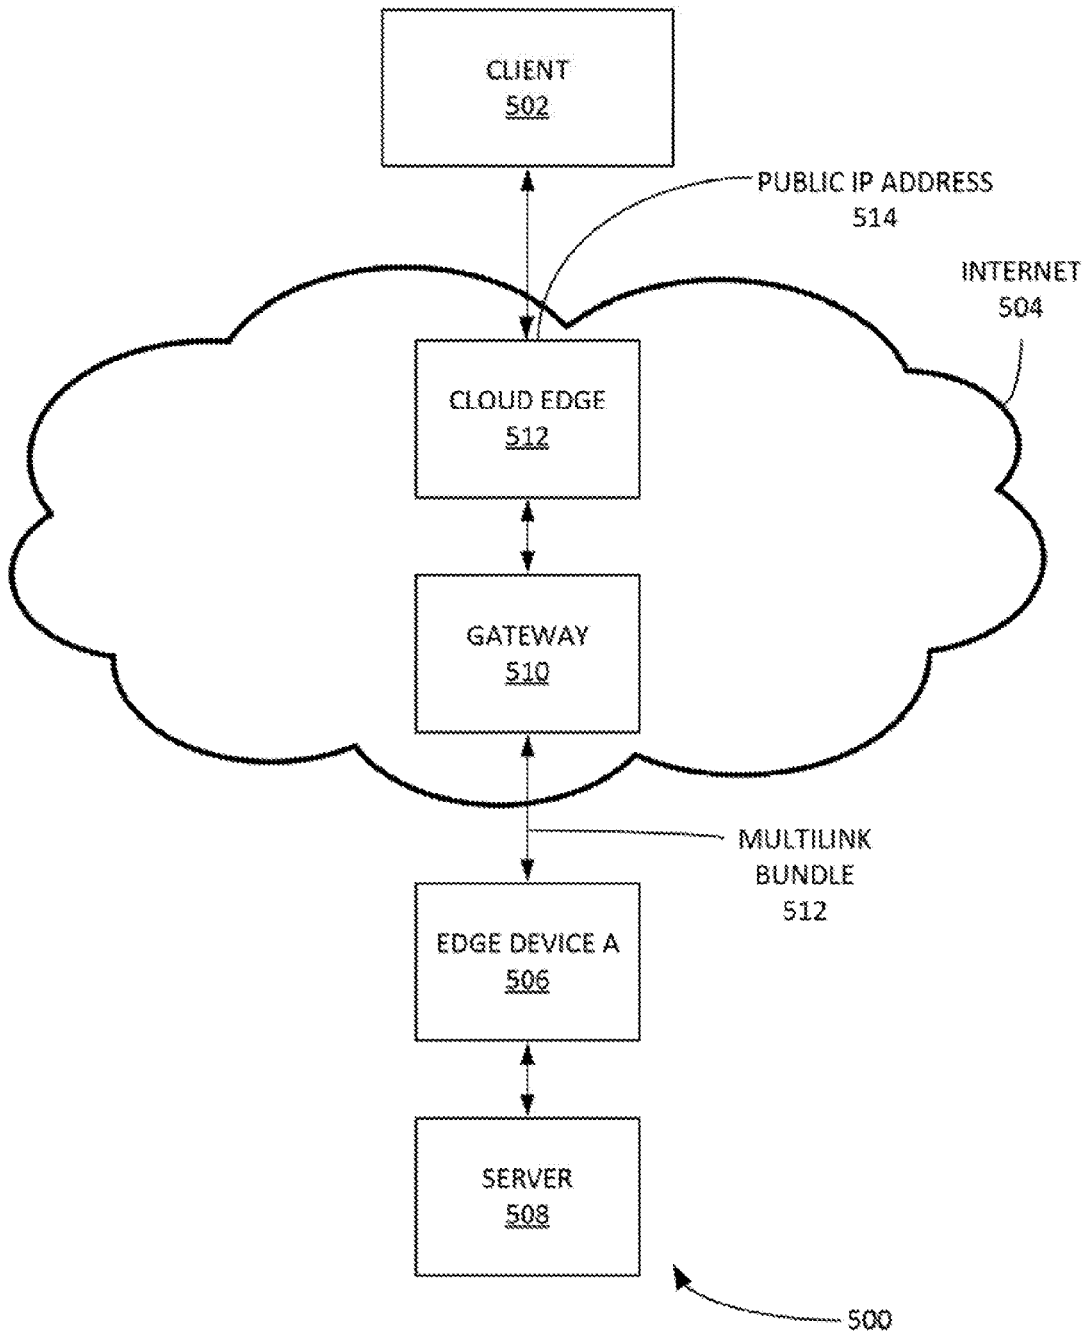 CLIENT
502
PUBLIC IP ADDRESS
514
INTERNET
504
CLOUD EDGE
512
GATEWAY
510
MULTILINK
BUNDLE
512
EDGE DEVICE A
506
SERVER
508
500